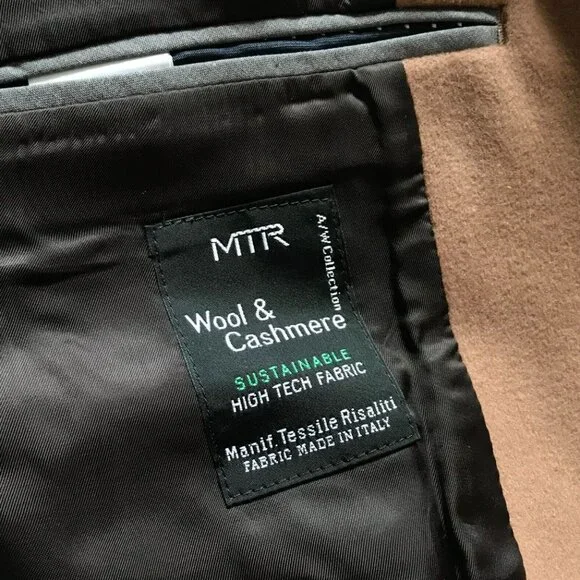 MTR
A/W Collection
Wool &
Cashmere
SUSTAINABLE
HIGH TECH FABRIC
Manif. Tessile Risaliti
FABRIC MADE IN ITALY